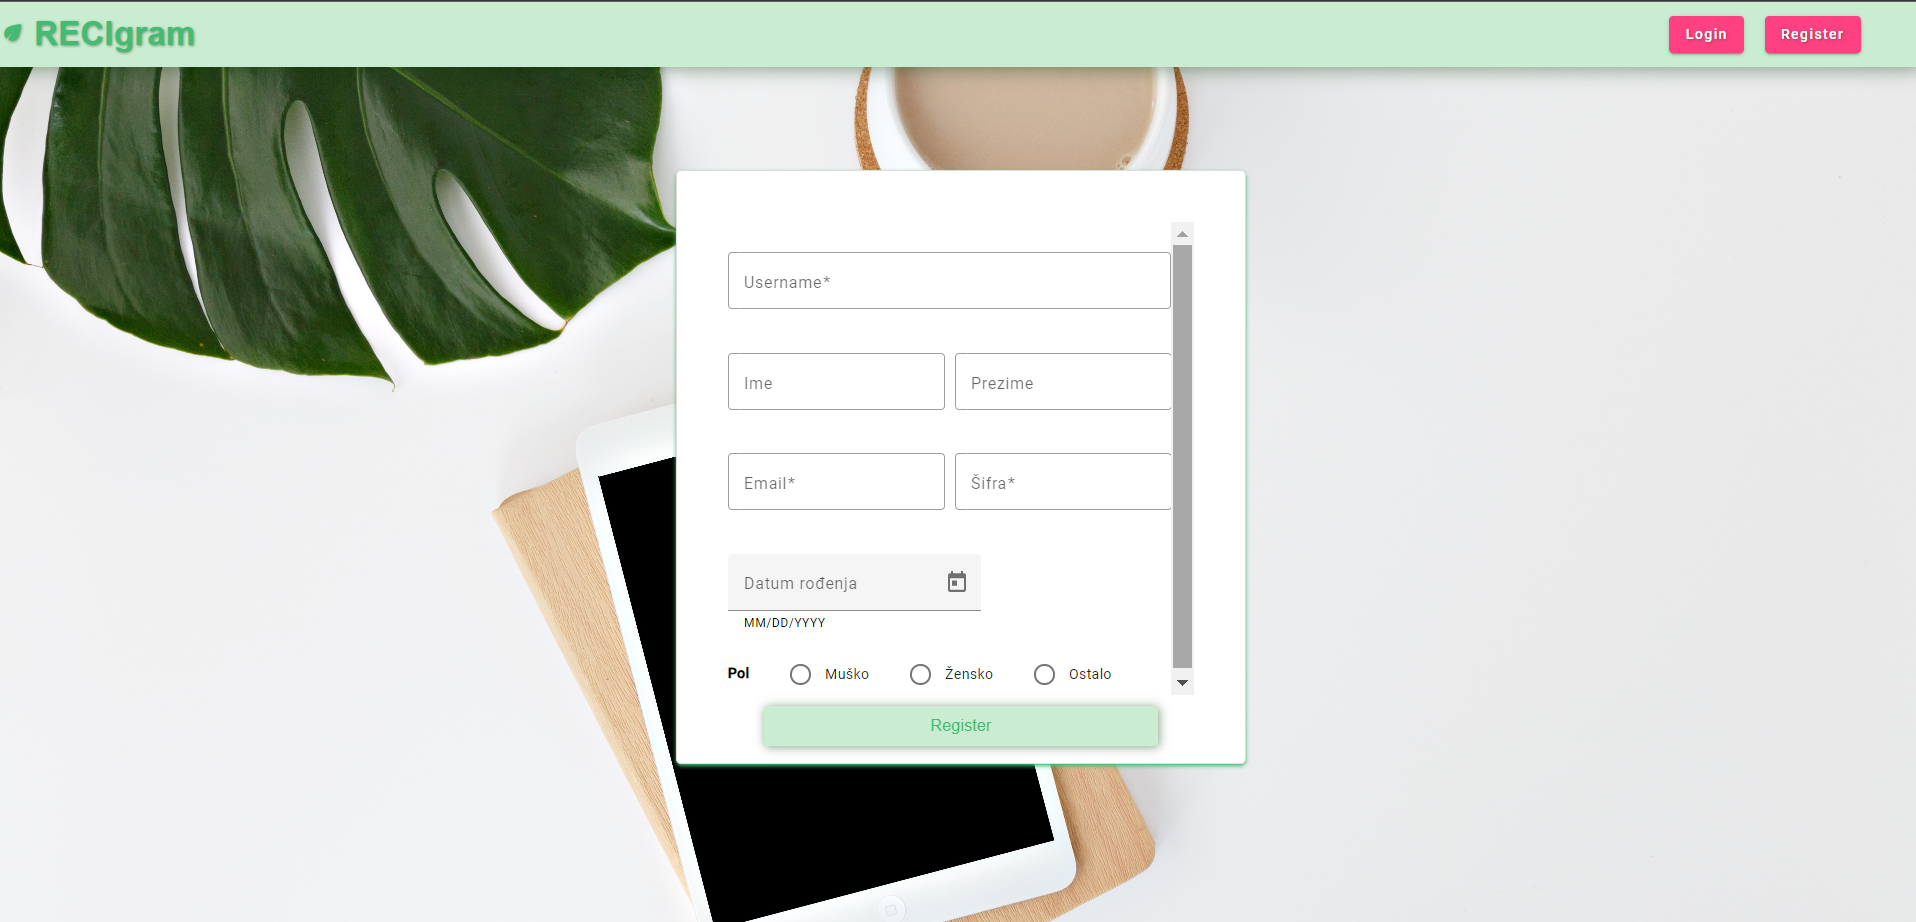 RECIgram
Login Register
Username*
Ime Prezime
Email* Šifra*
Datum rođenja
MM/DD/YYYY
Pol Muško Žensko Ostalo
Register